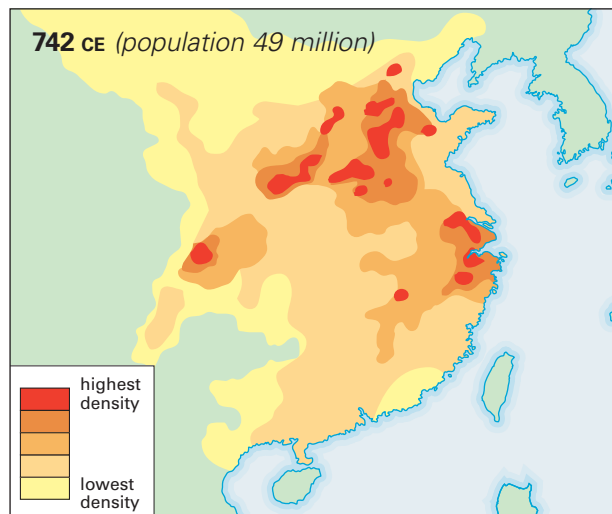 742 CE (population 49 million)
highest
density
lowest
density